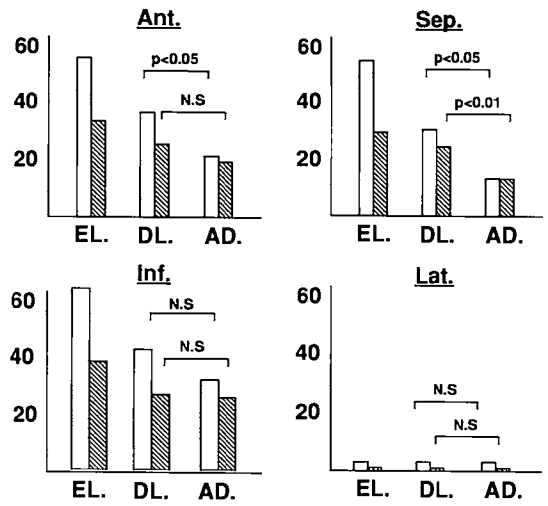 Ant.
60
40
20
p<0.05
N.S
EL. DL. AD.
Sep.
60
40
20
p<0.05
p<0.01
EL. DL. AD.
Inf.
60
40
20
N.S
N.S
EL. DL. AD.
Lat.
60
40
20
N.S
N.S
EL. DL. AD.